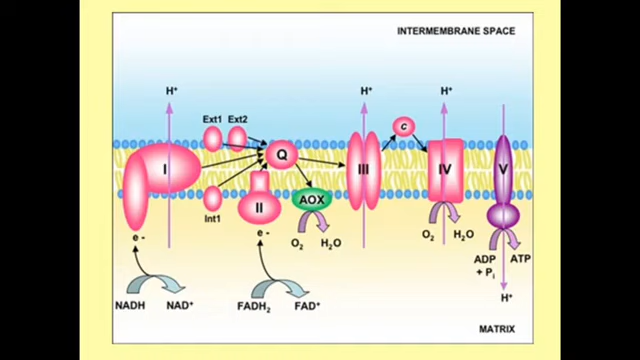 INTERMEMBRANE SPACE
H⁺ H⁺ H⁺
Ext1 Ext2
C
Q
I III IV V
II AOX
Int1
e - e - O₂ H₂O O₂ H₂O
ADP + Pᵢ ATP
NADH NAD⁺ FADH₂ FAD⁺ H⁺
MATRIX